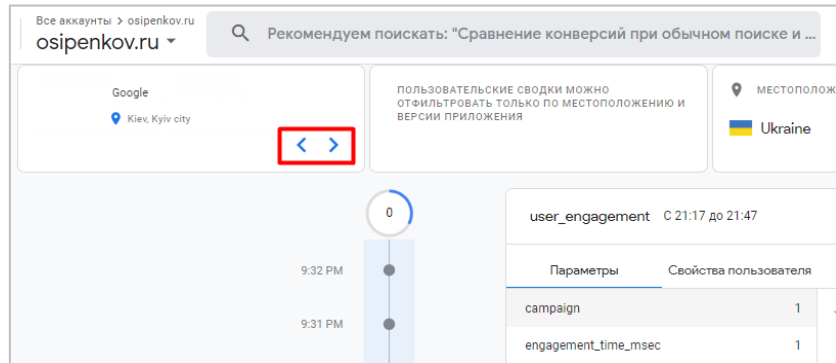 Все аккаунты > osipenkov.ru
osipenkov.ru
Рекомендуем поискать: "Сравнение конверсий при обычном поиске и ...
Google
Kiev, Kyiv city
ПОЛЬЗОВАТЕЛЬСКИЕ СВОДКИ МОЖНО
ОТФИЛЬТРОВАТЬ ТОЛЬКО ПО МЕСТОПОЛОЖЕНИЮ И
ВЕРСИИ ПРИЛОЖЕНИЯ
МЕСТОПОЛОЖ
Ukraine
0
user_engagement С 21:17 до 21:47
9:32 PM
Параметры Свойства пользователя
campaign 1
9:31 PM
engagement_time_msec 1